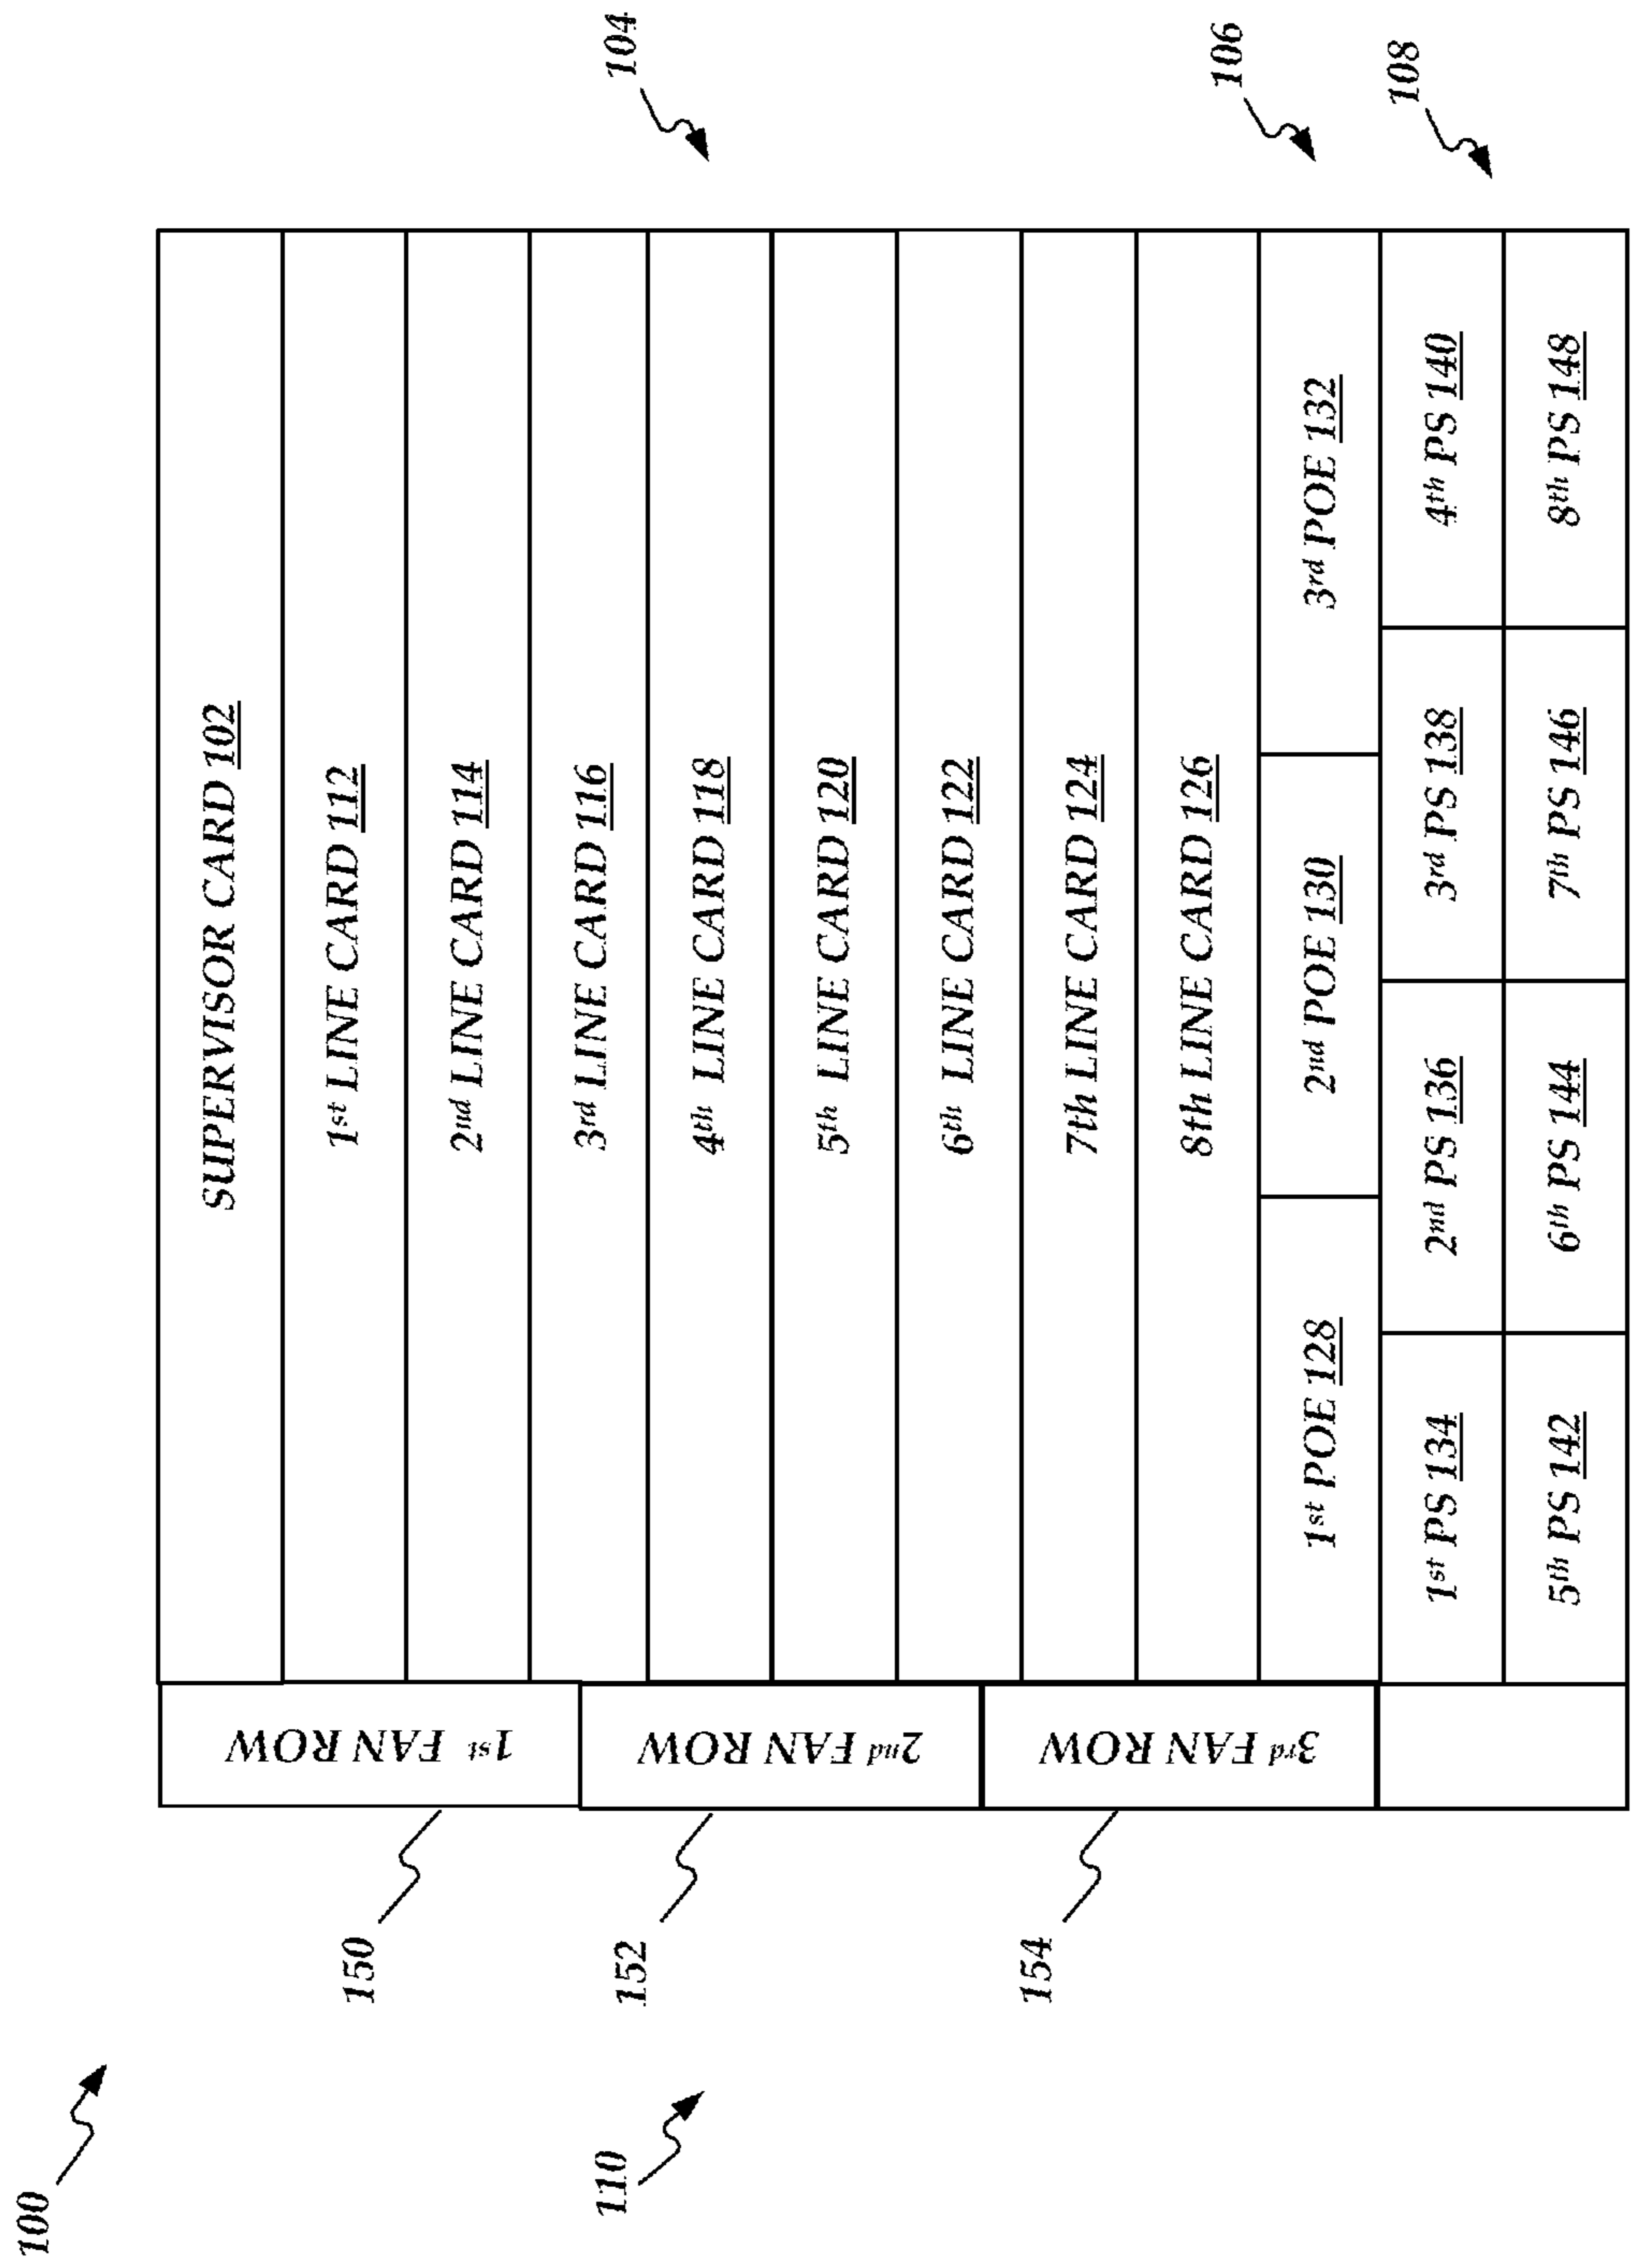 100
SUPERVISOR CARD 102
1st LINE CARD 112
2nd LINE CARD 114
3rd LINE CARD 116
104
4th LINE CARD 118
5th LINE CARD 120
6th LINE CARD 122
7th LINE CARD 124
8th LINE CARD 126
1st POE 128
2nd POE 130
3rd POE 132
106
1st PS 134
2nd PS 136
3rd PS 138
4th PS 140
108
5th PS 142
6th PS 144
7th PS 146
8th PS 148
1st FAN ROW
150
2nd FAN ROW
152
3rd FAN ROW
154
110